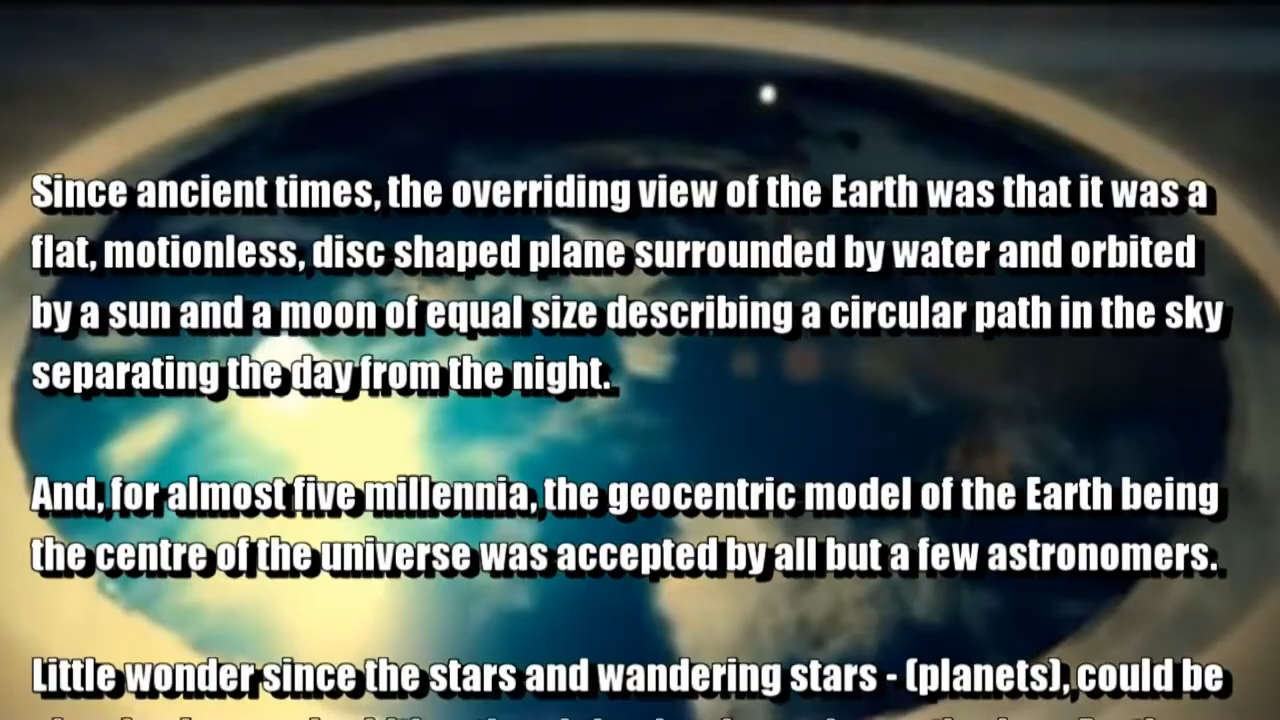 Since ancient times, the overriding view of the Earth was that it was a
flat, motionless, disc shaped plane surrounded by water and orbited
by a sun and a moon of equal size describing a circular path in the sky
separating the day from the night.
And, for almost five millennia, the geocentric model of the Earth being
the centre of the universe was accepted by all but a few astronomers.
Little wonder since the stars and wandering stars - (planets), could be